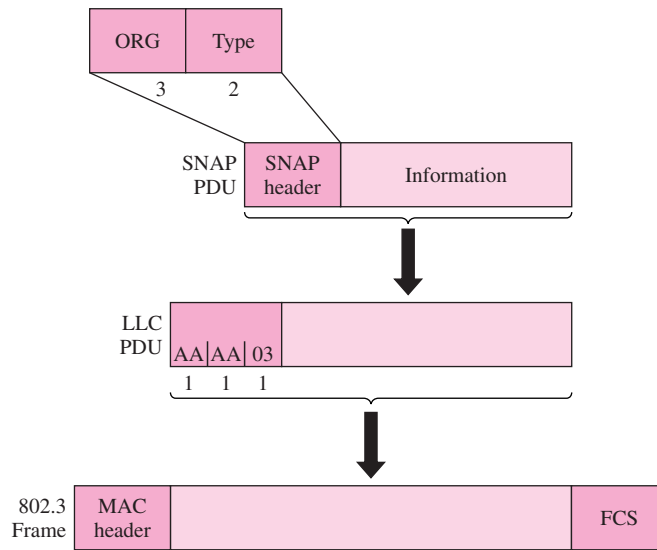 ORG Type
3 2
SNAP
PDU
SNAP
header
Information
LLC
PDU
AA AA 03
1 1 1
802.3
Frame
MAC
header
FCS